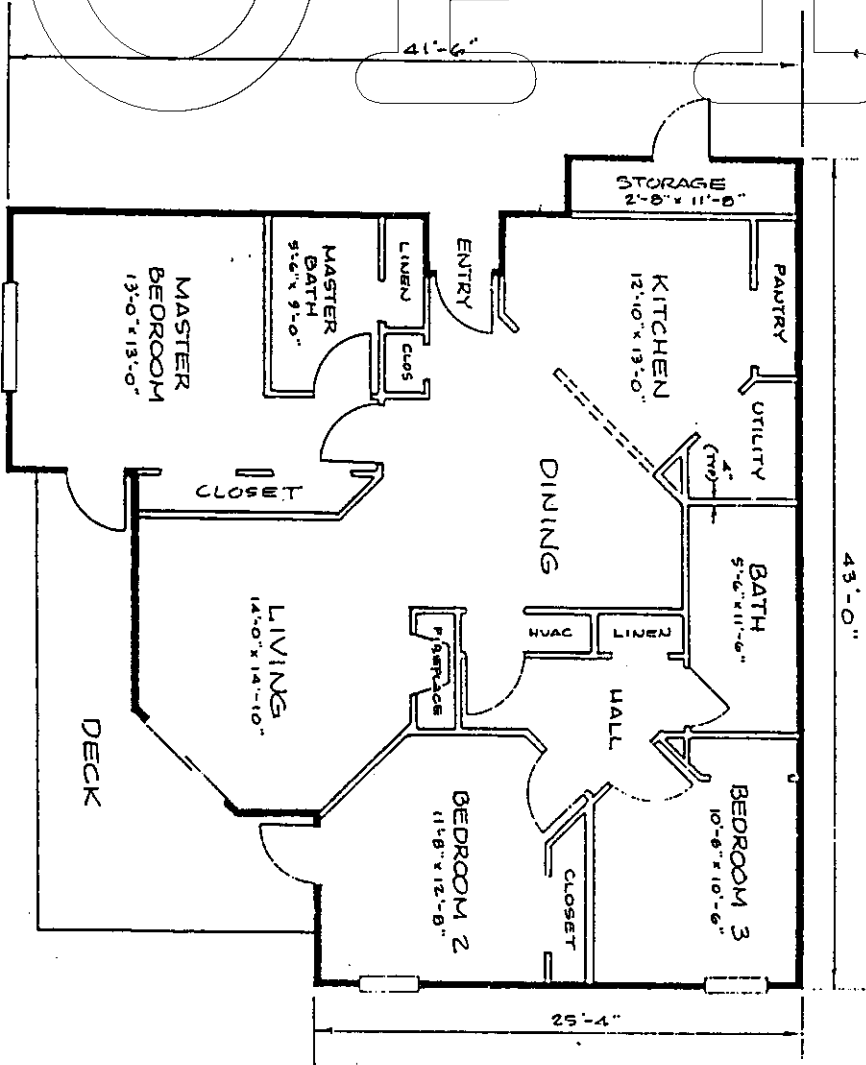 41'-6"
STORAGE
2'-8" x 11'-8"
PANTRY
ENTRY
LINEN
MASTER
BATH
5'-6" x 9'-0"
MASTER
BEDROOM
13'-0" x 13'-0"
KITCHEN
12'-10" x 13'-0"
CLOS
UTILITY
4"
(TYP)
CLOSET
DINING
BATH
5'-6" x 11'-6"
43'-0"
LIVING
14'-0" x 14'-10"
FIREPLACE
HVAC
LINEN
HALL
DECK
BEDROOM 2
11'-8" x 12'-8"
CLOSET
BEDROOM 3
10'-8" x 10'-6"
25'-4"